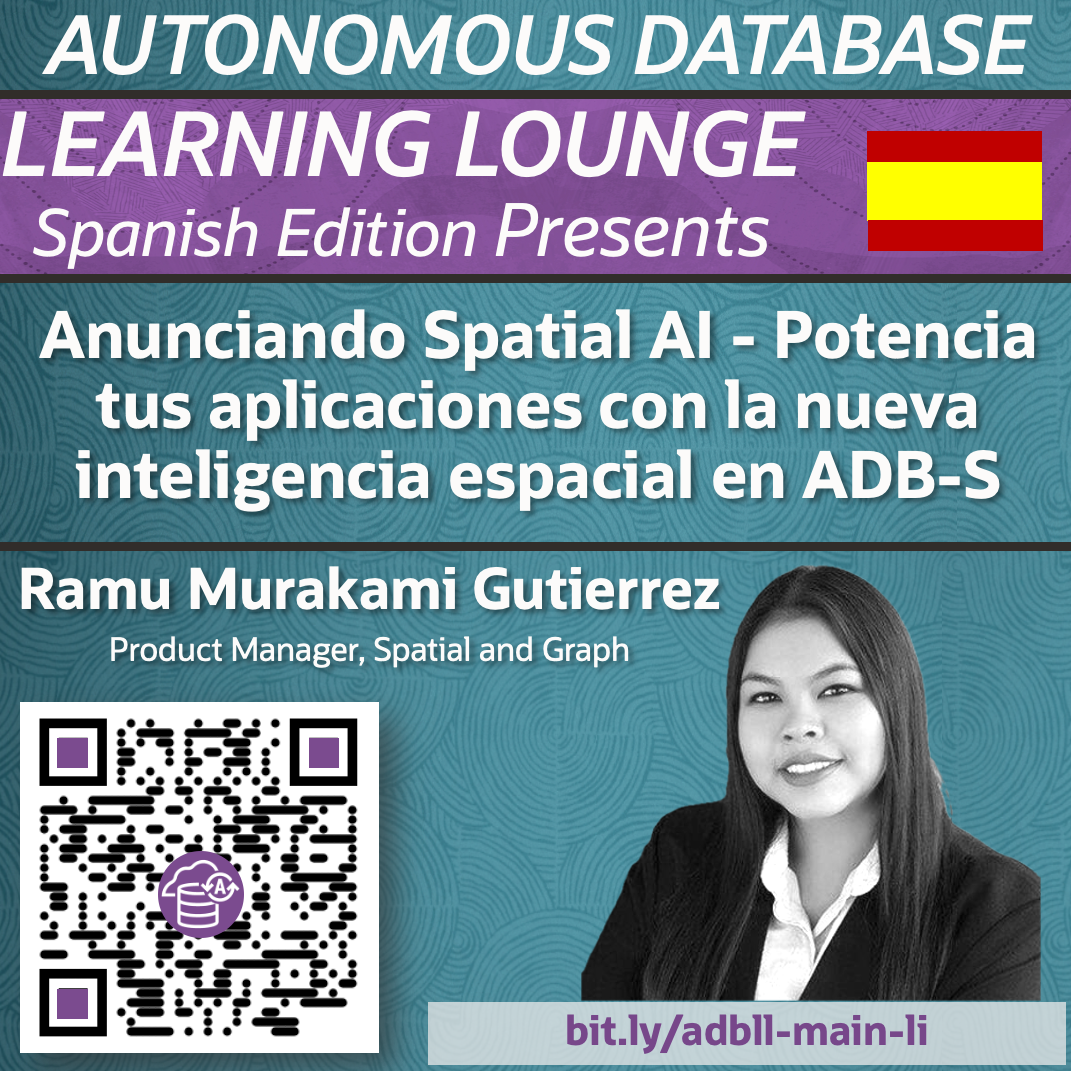 AUTONOMOUS DATABASE
LEARNING LOUNGE
Spanish Edition Presents
Anunciando Spatial AI - Potencia
tus aplicaciones con la nueva
inteligencia espacial en ADB-S
Ramu Murakami Gutierrez
Product Manager, Spatial and Graph
A
bit.ly/adbll-main-li